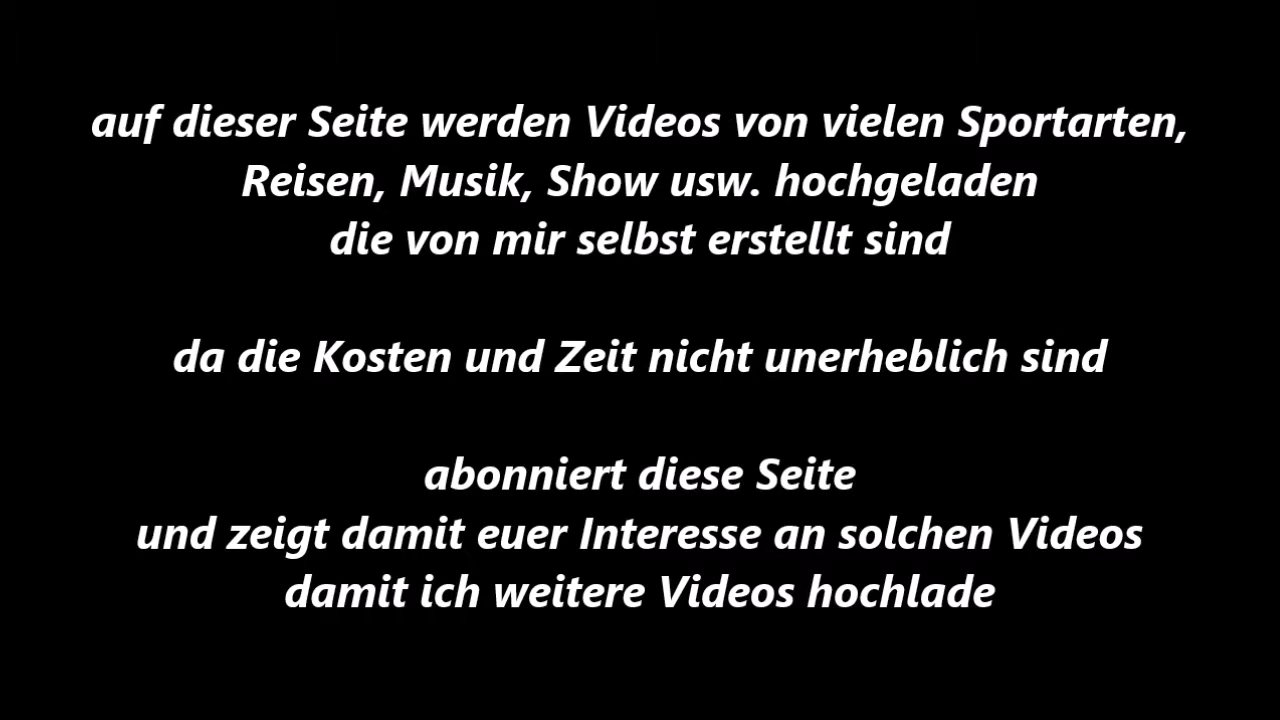 auf dieser Seite werden Videos von vielen Sportarten,
Reisen, Musik, Show usw. hochgeladen
die von mir selbst erstellt sind
da die Kosten und Zeit nicht unerheblich sind
abonniert diese Seite
und zeigt damit euer Interesse an solchen Videos
damit ich weitere Videos hochlade